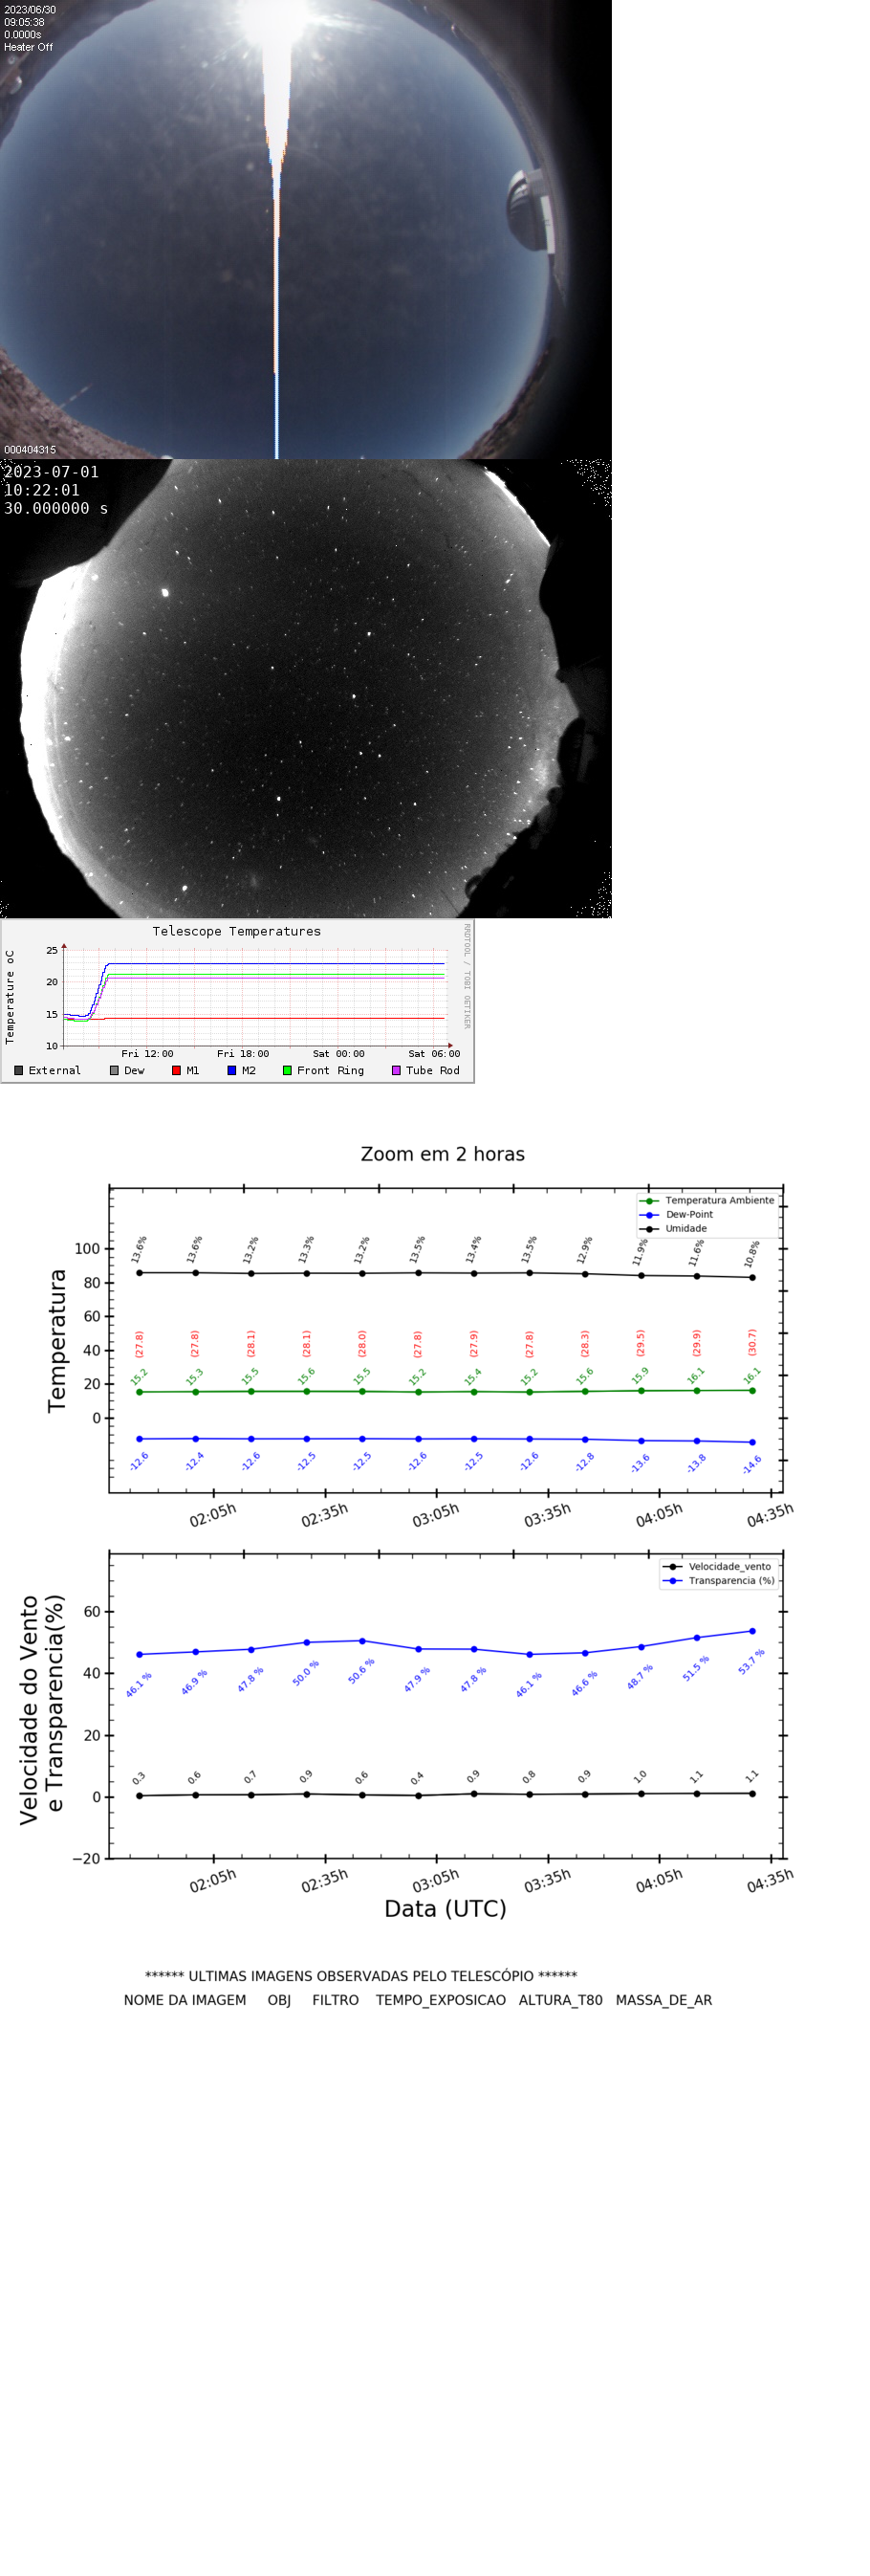 2023/06/30
09:05:38
0.0000s
Heater Off
000404315
2023-07-01
10:22:01
30.000000 s
Telescope Temperatures
RRDTOOL / TOBI OETIKER
Temperature oC
25
20
15
10
Fri 12:00 Fri 18:00 Sat 00:00 Sat 06:00
External Dew M1 M2 Front Ring Tube Rod
Zoom em 2 horas
Temperatura Ambiente
Dew-Point
Umidade
Temperatura
100
80
60
40
20
0
13.6% 13.6% 13.2% 13.3% 13.2% 13.5% 13.4% 13.5% 12.9% 11.9% 11.6% 10.8%
(27.8) (27.8) (28.1) (28.1) (28.0) (27.8) (27.9) (27.8) (28.3) (29.5) (29.9) (30.7)
15.2 15.3 15.5 15.6 15.5 15.2 15.4 15.2 15.6 15.9 16.1 16.1
-12.6 -12.4 -12.6 -12.5 -12.5 -12.6 -12.5 -12.6 -12.8 -13.6 -13.8 -14.6
02:05h 02:35h 03:05h 03:35h 04:05h 04:35h
Velocidade_vento
Transparencia (%)
Velocidade do Vento
e Transparencia(%)
60
40
20
0
−20
46.1 % 46.9 % 47.8 % 50.0 % 50.6 % 47.9 % 47.8 % 46.1 % 46.6 % 48.7 % 51.5 % 53.7 %
0.3 0.6 0.7 0.9 0.6 0.4 0.9 0.8 0.9 1.0 1.1 1.1
02:05h 02:35h 03:05h 03:35h 04:05h 04:35h
Data (UTC)
****** ULTIMAS IMAGENS OBSERVADAS PELO TELESCÓPIO ******
NOME DA IMAGEM OBJ FILTRO TEMPO_EXPOSICAO ALTURA_T80 MASSA_DE_AR